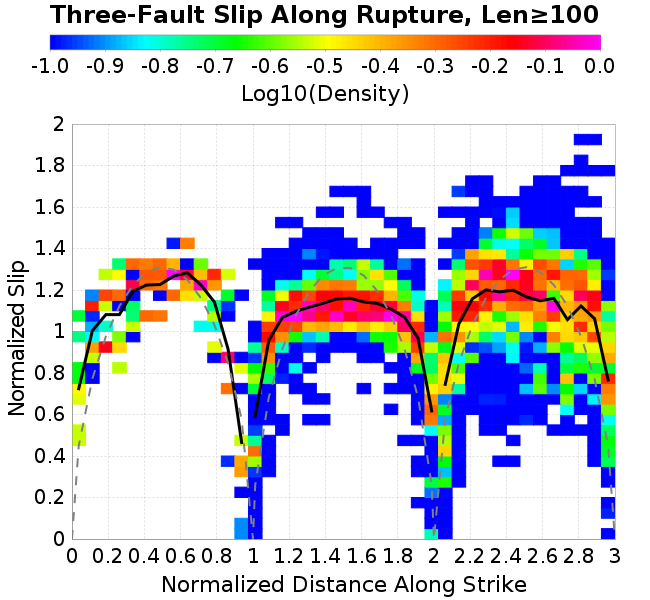 Three-Fault Slip Along Rupture, Len≥100
-1.0 -0.9 -0.8 -0.7 -0.6 -0.5 -0.4 -0.3 -0.2 -0.1 0.0
Log10(Density)
2
1.8
1.6
1.4
1.2
1
0.8
0.6
0.4
0.2
0
Normalized Slip
0 0.2 0.4 0.6 0.8 1 1.2 1.4 1.6 1.8 2 2.2 2.4 2.6 2.8 3
Normalized Distance Along Strike